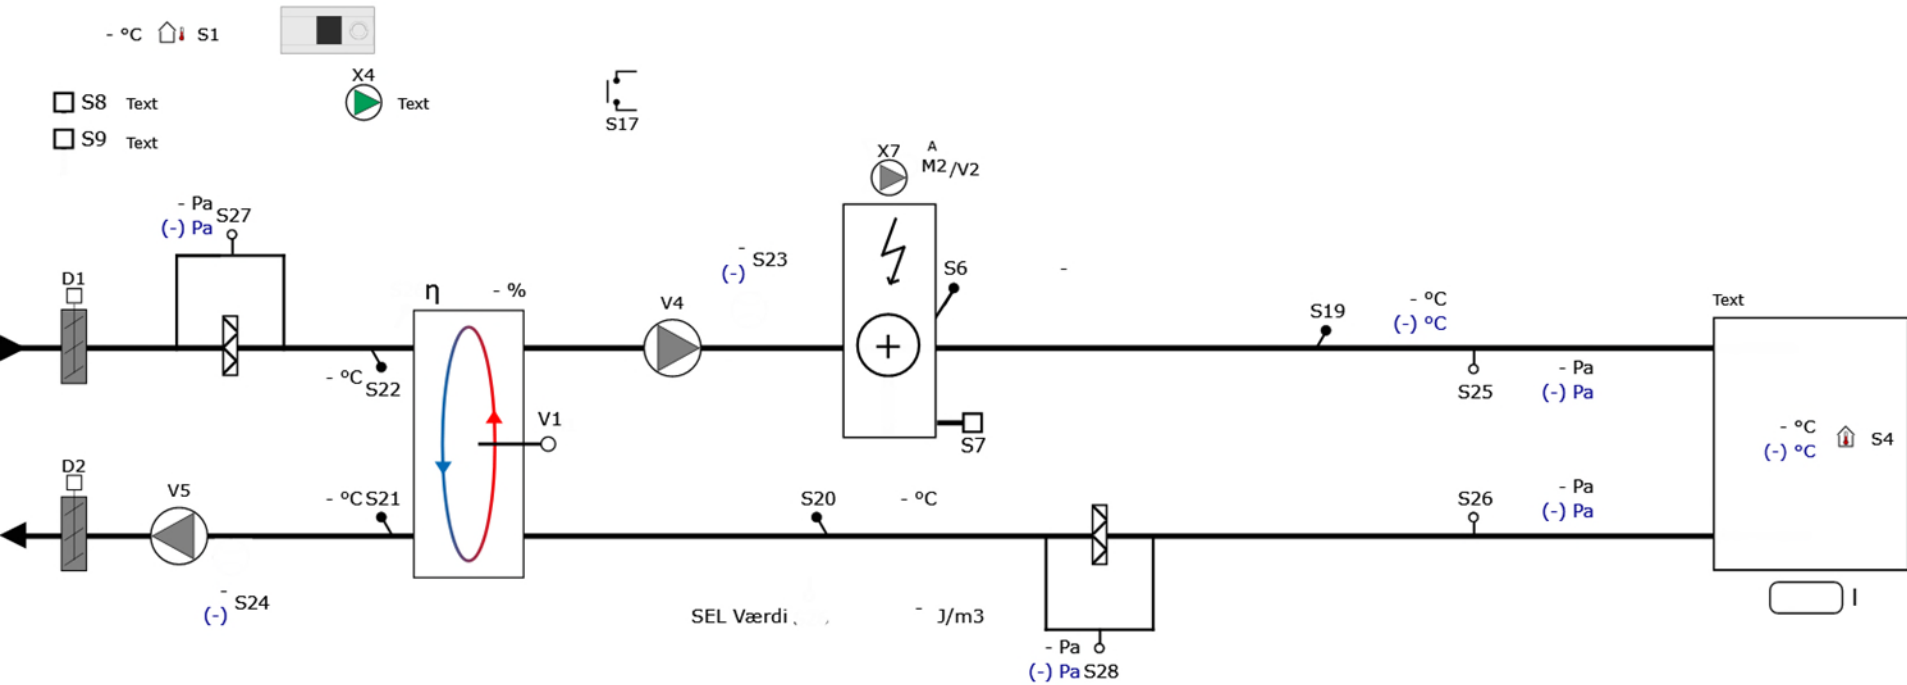 - °C S1
X4
S8 Text
Text
S9 Text
S17
X7
A
M2/V2
- Pa
S27
(-) Pa
D1
-
S23
(-)
S6
-
η
- %
V4
S19
- °C
(-) °C
Text
- °C
S22
S25
- Pa
(-) Pa
V1
S7
- °C
(-) °C
S4
D2
V5
- °C S21
S20
- °C
S26
- Pa
(-) Pa
-
(-)
S24
SEL Værdi
-
J/m3
I
- Pa
(-) Pa S28
+